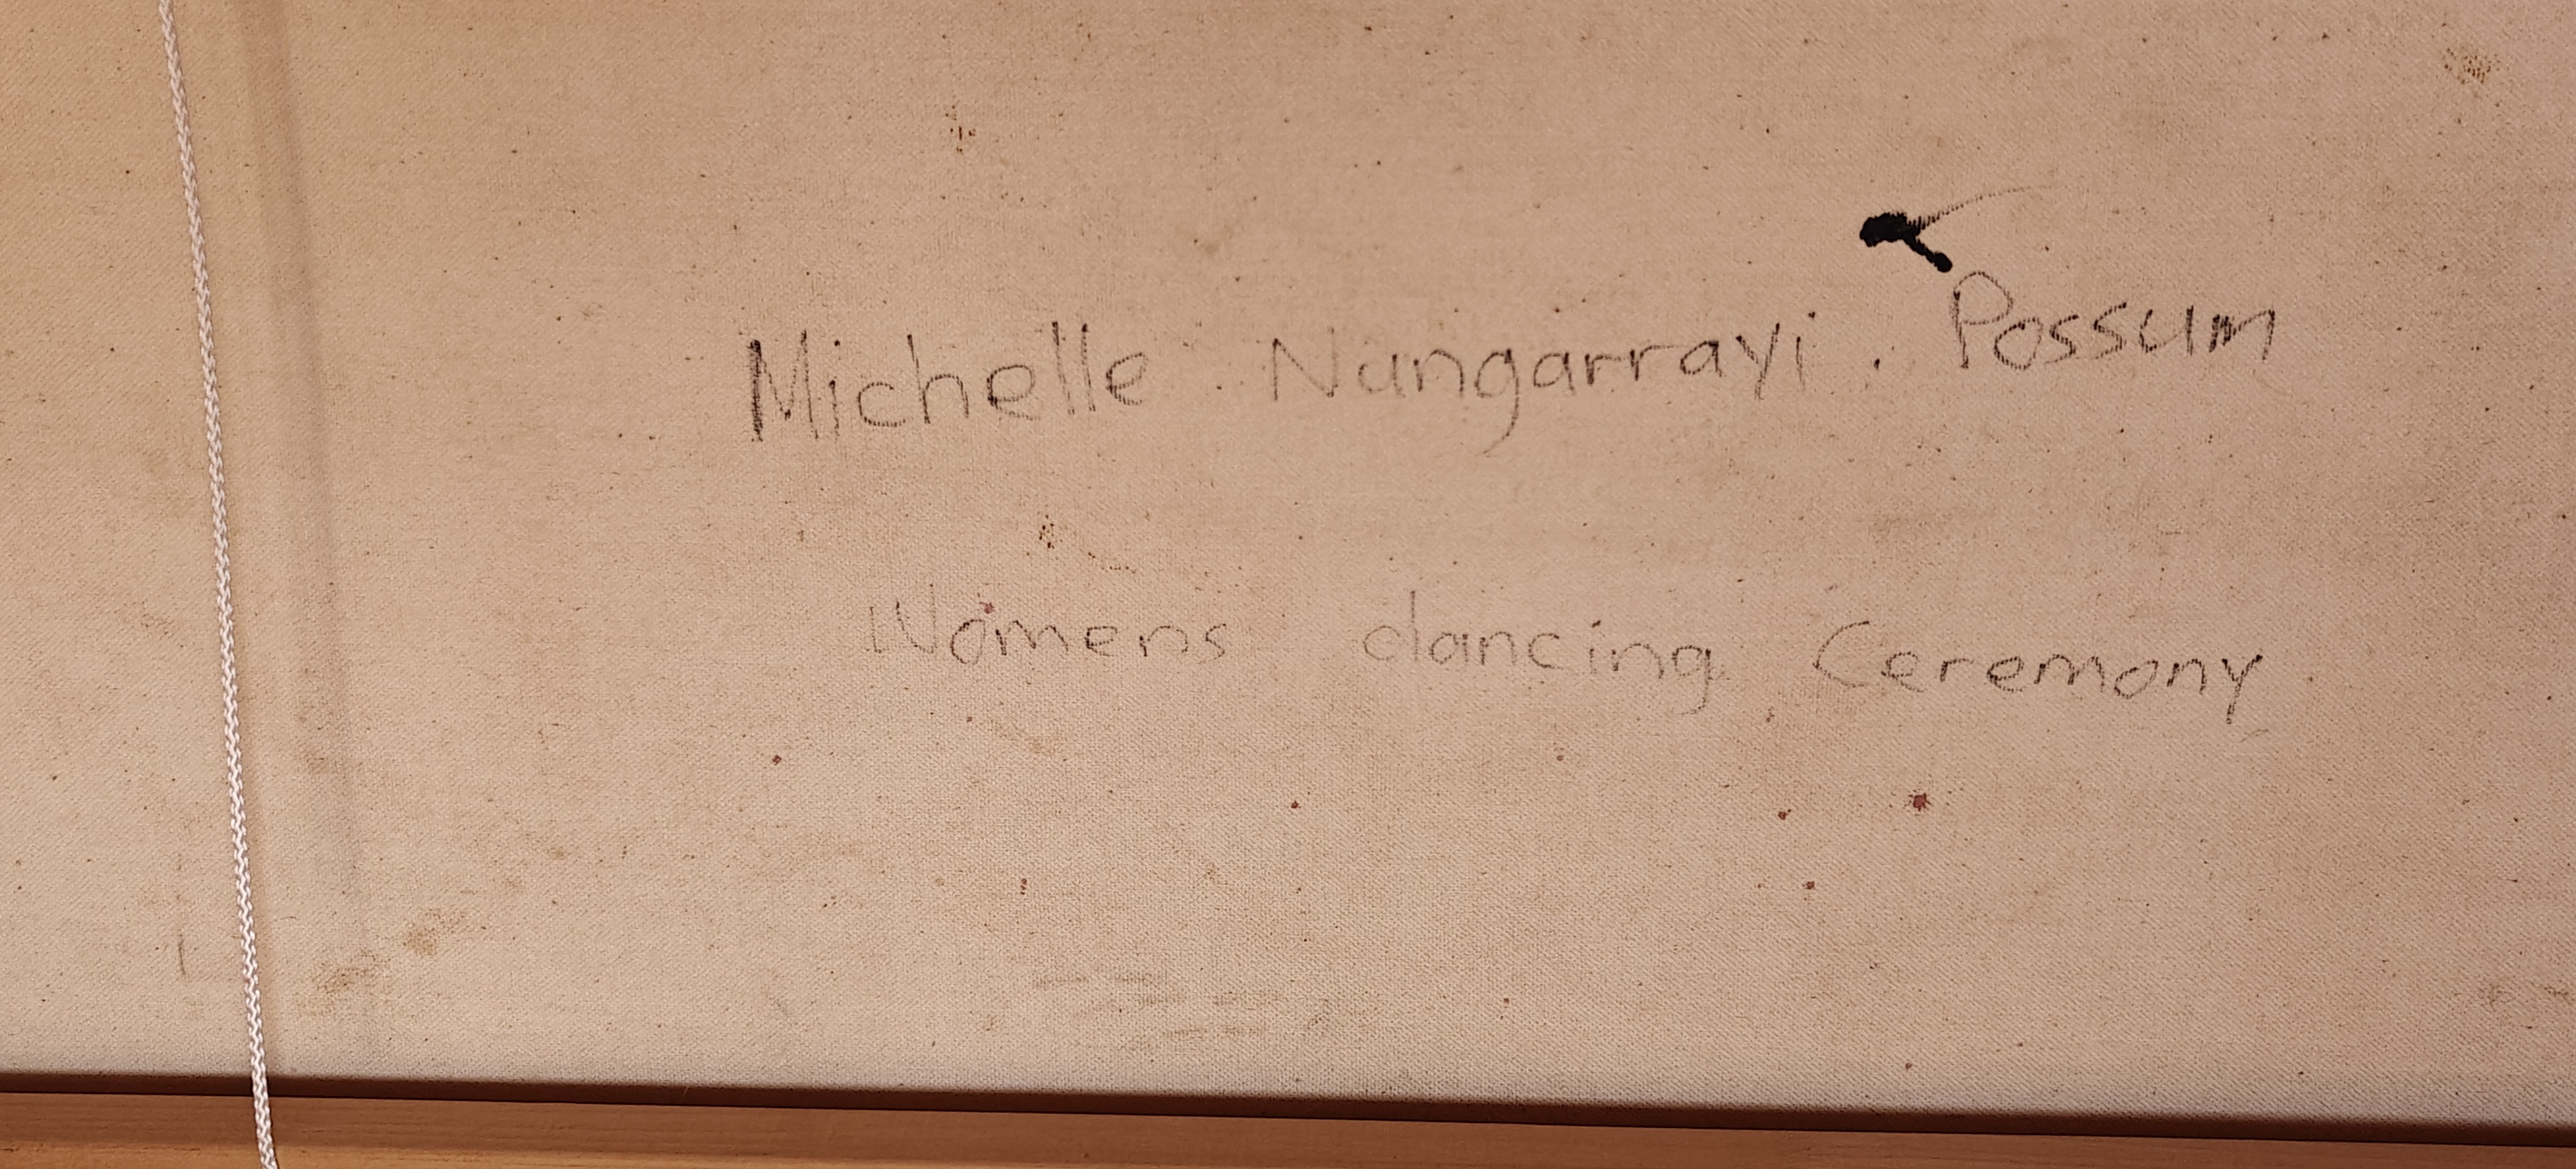 Michelle . Nungarrayi . Possum
Womens dancing Ceremony